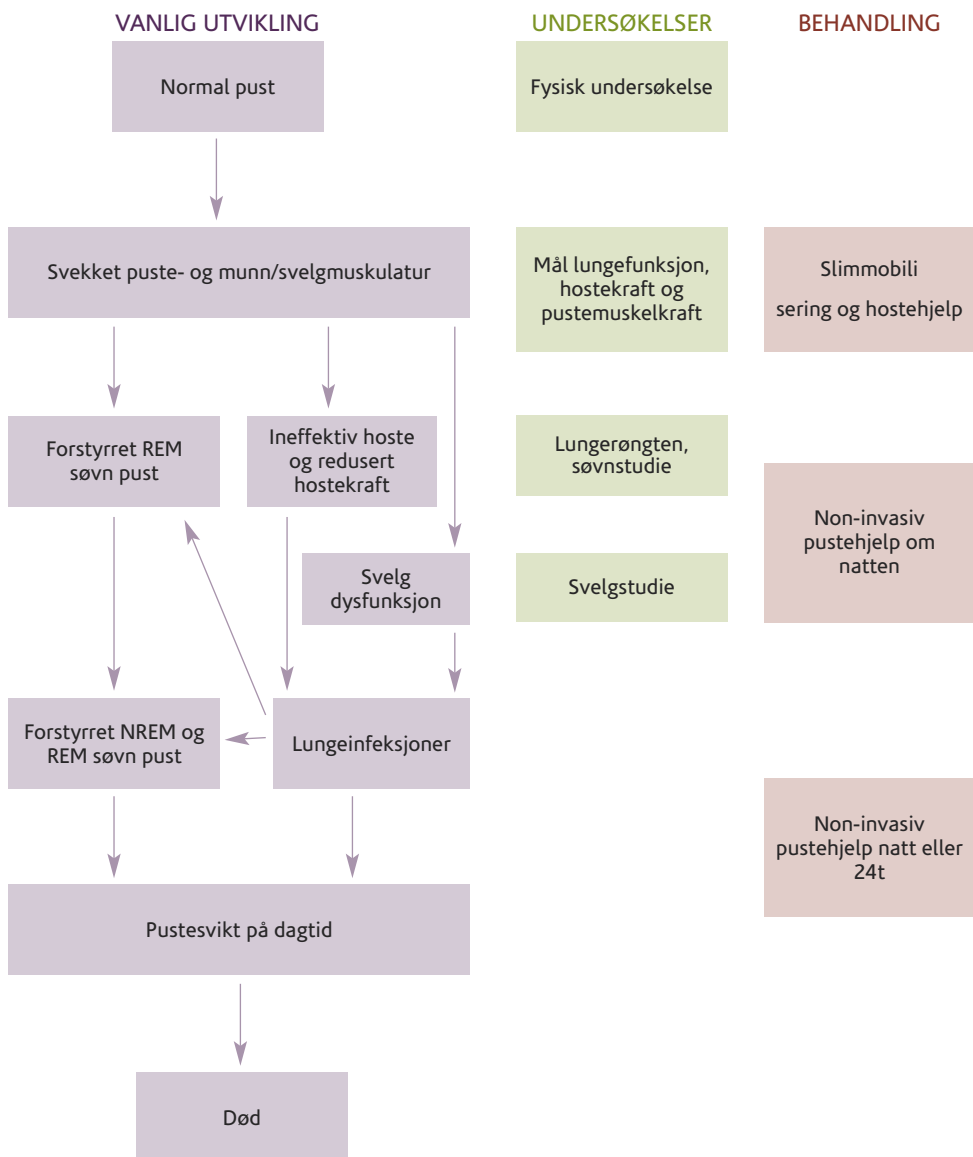 VANLIG UTVIKLING
UNDERSØKELSER
BEHANDLING
Normal pust
Fysisk undersøkelse
Svekket puste- og munn/svelgmuskulatur
Mål lungefunksjon,
hostekraft og
pustemuskelkraft
Slimmobili
sering og hostehjelp
Forstyrret REM
søvn pust
Ineffektiv hoste
og redusert
hostekraft
Lungerøngten,
søvnstudie
Non-invasiv
pustehjelp om
natten
Svelg
dysfunksjon
Svelgstudie
Forstyrret NREM og
REM søvn pust
Lungeinfeksjoner
Non-invasiv
pustehjelp natt eller
24t
Pustesvikt på dagtid
Død